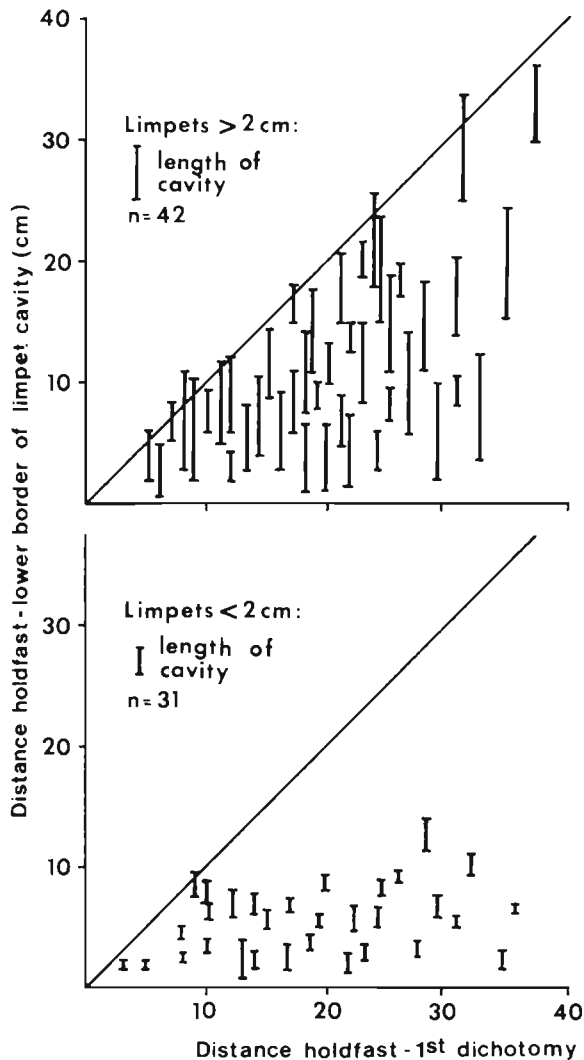 40
30
20
10
Limpets > 2 cm:
length of
cavity
n = 42
Distance holdfast - lower border of limpet cavity (cm)
30
20
10
Limpets < 2 cm:
length of
cavity
n = 31
10
20
30
40
Distance holdfast - 1st dichotomy